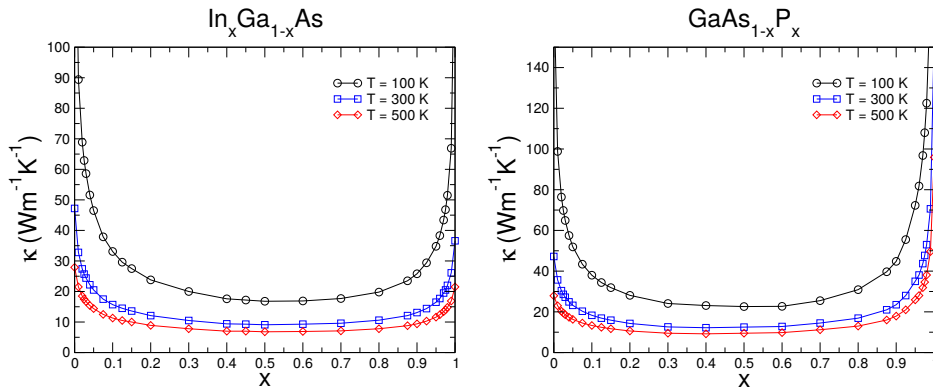 InxGa1-xAs
κ (Wm-1K-1)
100
90
80
70
60
50
40
30
20
10
0
T = 100 K
T = 300 K
T = 500 K
0 0.1 0.2 0.3 0.4 0.5 0.6 0.7 0.8 0.9 1
x
GaAs1-xPx
κ (Wm-1K-1)
140
120
100
80
60
40
20
0
T = 100 K
T = 300 K
T = 500 K
0 0.1 0.2 0.3 0.4 0.5 0.6 0.7 0.8 0.9
x